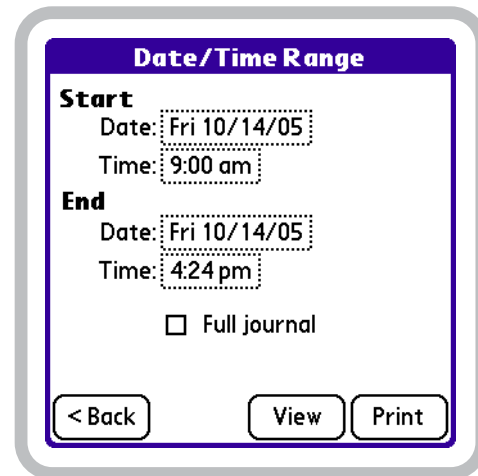 Date/Time Range
Start
Date: Fri 10/14/05
Time: 9:00 am
End
Date: Fri 10/14/05
Time: 4:24 pm
Full journal
< Back View Print